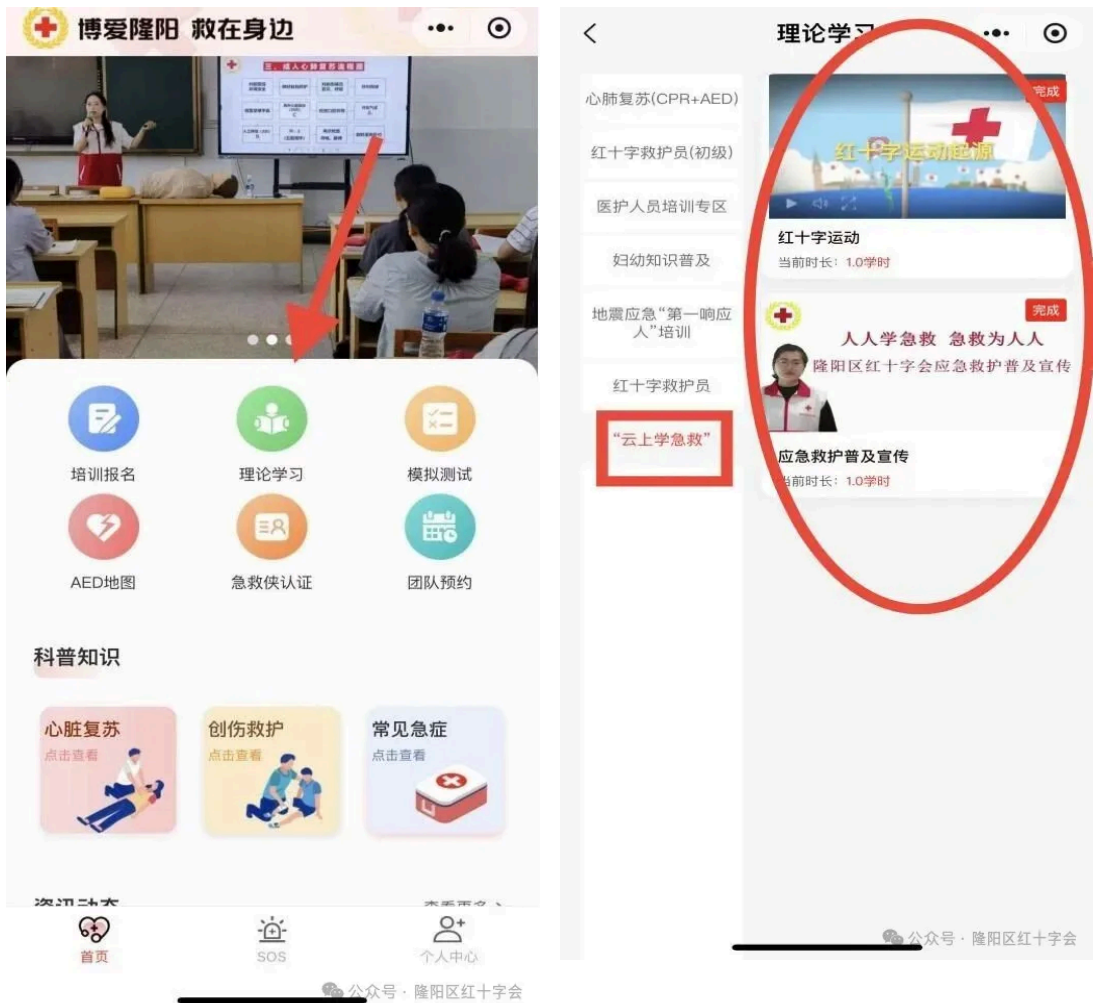 博爱隆阳 救在身边
三、成人心肺复苏流程图
培训报名
理论学习
模拟测试
AED地图
急救侠认证
团队预约
科普知识
心脏复苏
点击查看
创伤救护
点击查看
常见急症
点击查看
首页
SOS
个人中心
公众号 · 隆阳区红十字会
理论学习
心肺复苏(CPR+AED)
红十字救护员(初级)
医护人员培训专区
妇幼知识普及
地震应急“第一响应
人”培训
红十字救护员
“云上学急救”
完成
红十字运动起源
红十字运动
当前时长：1.0学时
完成
人人学急救 急救为人人
隆阳区红十字会应急救护普及宣传
应急救护普及宣传
当前时长：1.0学时
公众号 · 隆阳区红十字会